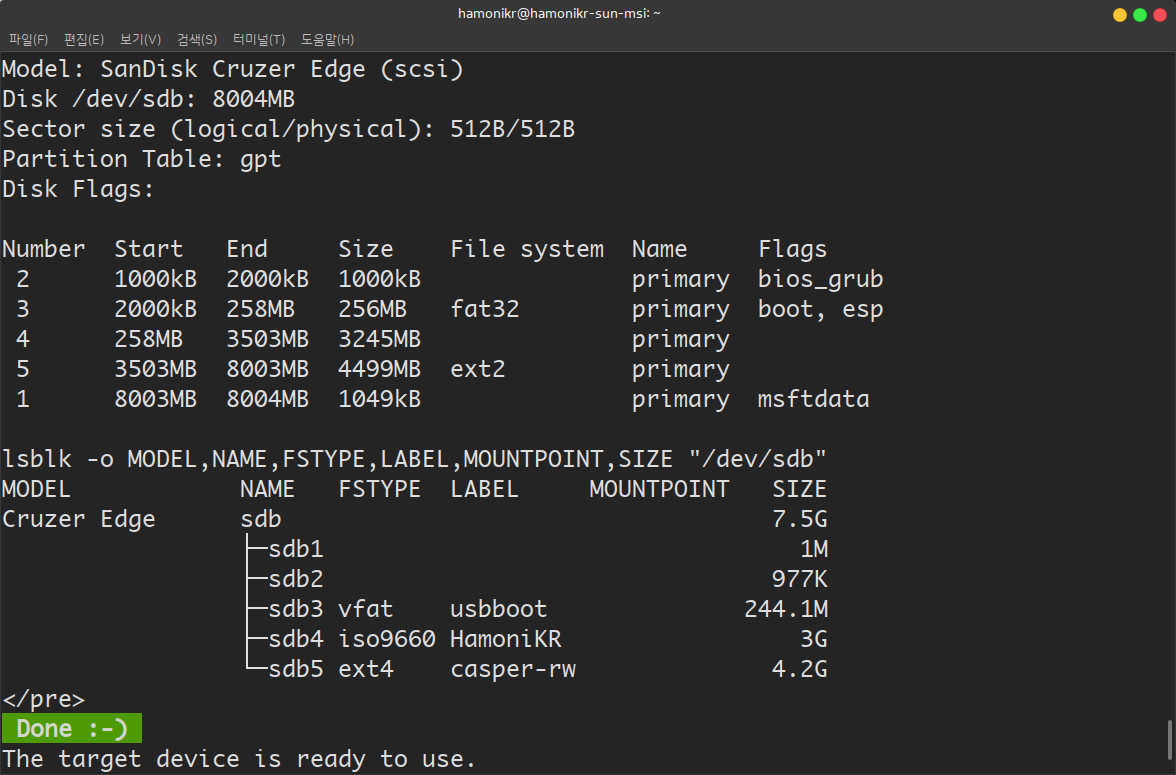 hamonikr@hamonikr-sun-msi: ~
파일(F) 편집(E) 보기(V) 검색(S) 터미널(T) 도움말(H)
Model: SanDisk Cruzer Edge (scsi)
Disk /dev/sdb: 8004MB
Sector size (logical/physical): 512B/512B
Partition Table: gpt
Disk Flags:
Number  Start   End     Size    File system  Name     Flags
 2      1000kB  2000kB  1000kB               primary  bios_grub
 3      2000kB  258MB   256MB   fat32        primary  boot, esp
 4      258MB   3503MB  3245MB               primary
 5      3503MB  8003MB  4499MB  ext2         primary
 1      8003MB  8004MB  1049kB               primary  msftdata
lsblk -o MODEL,NAME,FSTYPE,LABEL,MOUNTPOINT,SIZE "/dev/sdb"
MODEL            NAME   FSTYPE  LABEL     MOUNTPOINT   SIZE
Cruzer Edge      sdb                                   7.5G
                 ├─sdb1                                  1M
                 ├─sdb2                                977K
                 ├─sdb3 vfat    usbboot              244.1M
                 ├─sdb4 iso9660 HamoniKR                 3G
                 └─sdb5 ext4    casper-rw              4.2G
</pre>
 Done :-)
The target device is ready to use.